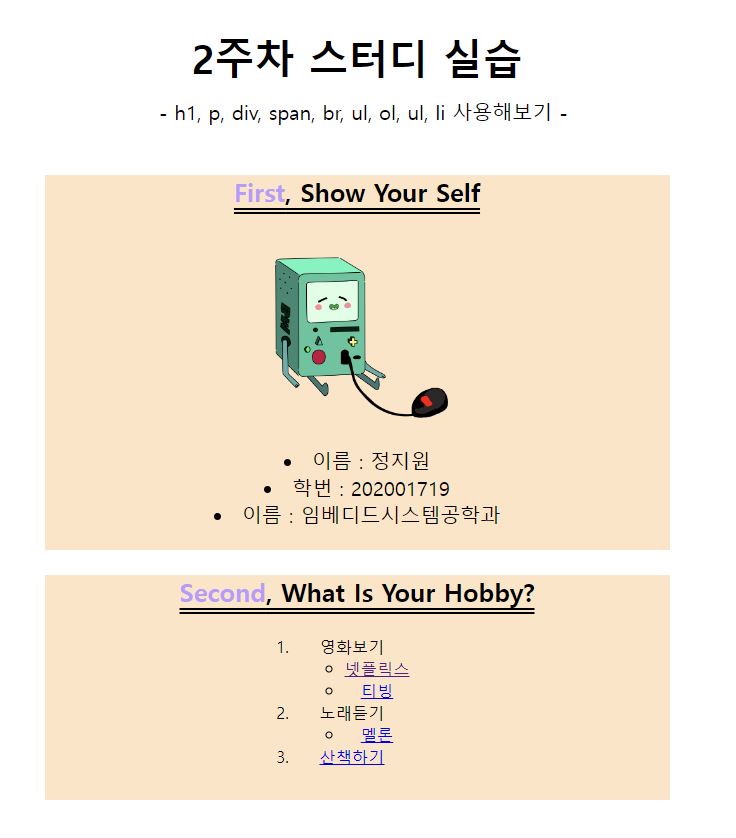 2주차 스터디 실습
- h1, p, div, span, br, ul, ol, ul, li 사용해보기 -
First, Show Your Self
BMO
• 이름 : 정지원
• 학번 : 202001719
• 이름 : 임베디드시스템공학과
Second, What Is Your Hobby?
1. 영화보기
○ 넷플릭스
○ 티빙
2. 노래듣기
○ 멜론
3. 산책하기